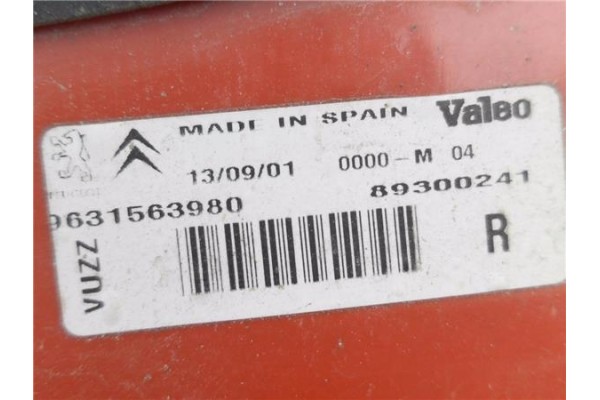 MADE IN SPAIN Valeo
13/09/01 0000-M 04
9631563980 89300241
VUZZ
R